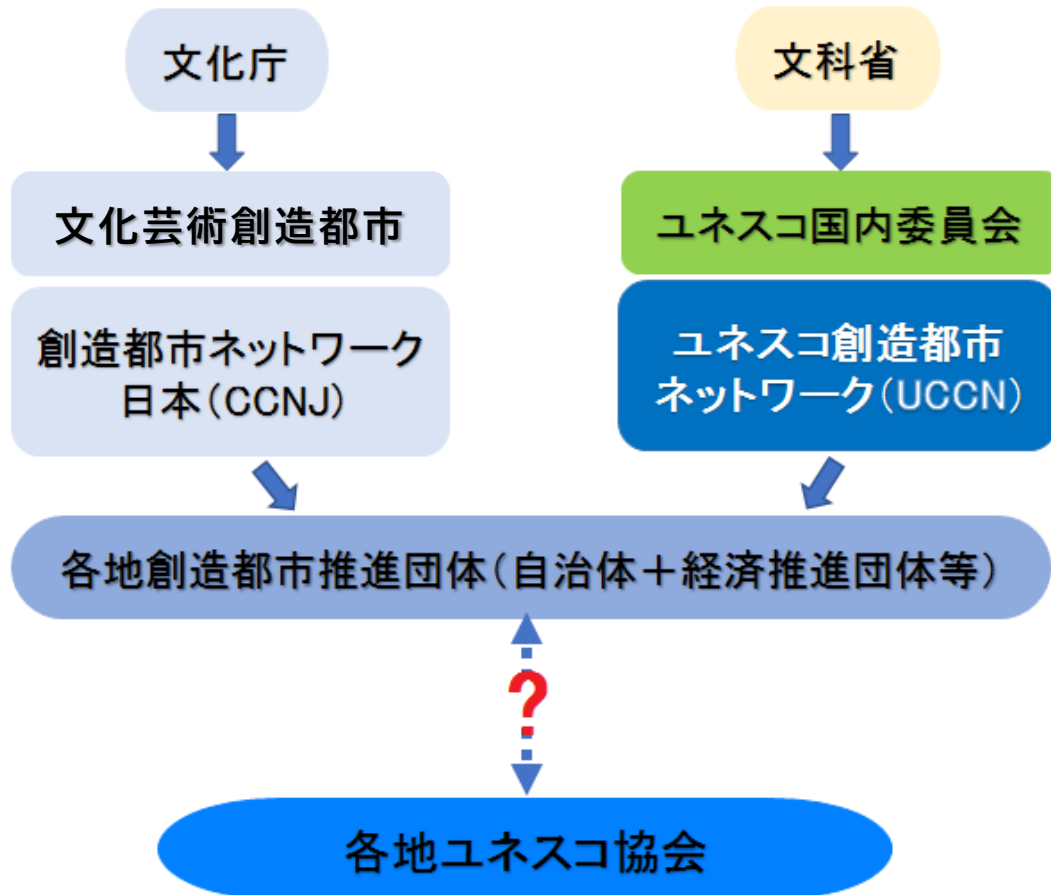 文化庁
文科省
文化芸術創造都市
ユネスコ国内委員会
創造都市ネットワーク
日本(CCNJ)
ユネスコ創造都市
ネットワーク(UCCN)
各地創造都市推進団体(自治体+経済推進団体等)
?
各地ユネスコ協会